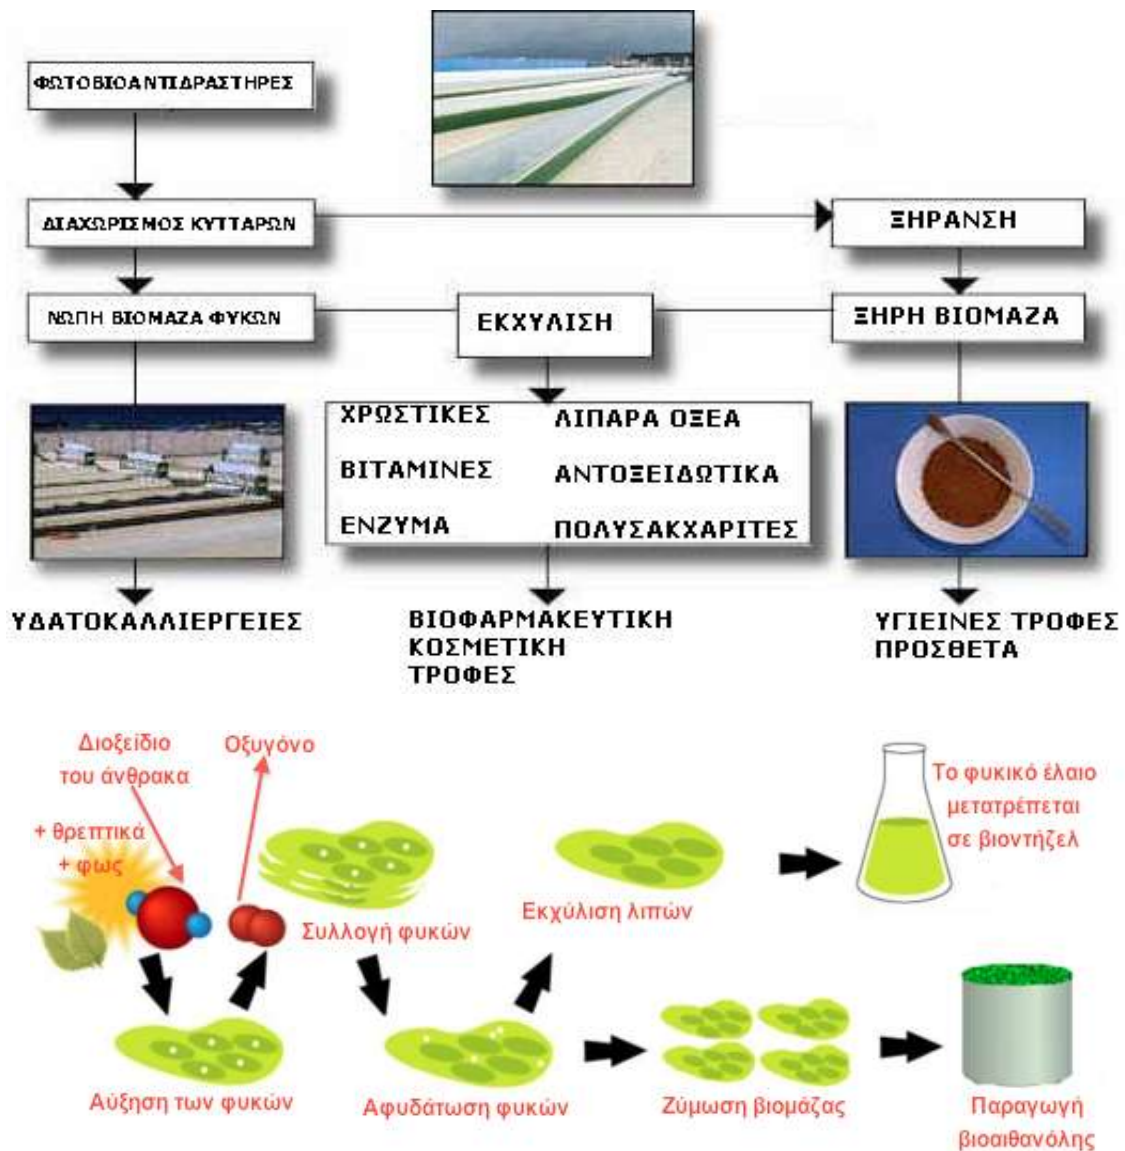 ΦΩΤΟΒΙΟΑΝΤΙΔΡΑΣΤΗΡΕΣ
ΔΙΑΧΩΡΙΣΜΟΣ ΚΥΤΤΑΡΩΝ
ΞΗΡΑΝΣΗ
ΝΩΠΗ ΒΙΟΜΑΖΑ ΦΥΚΩΝ
ΕΚΧΥΛΙΣΗ
ΞΗΡΗ ΒΙΟΜΑΖΑ
ΧΡΩΣΤΙΚΕΣ
ΛΙΠΑΡΑ ΟΞΕΑ
ΒΙΤΑΜΙΝΕΣ
ΑΝΤΟΞΕΙΔΩΤΙΚΑ
ΕΝΖΥΜΑ
ΠΟΛΥΣΑΚΧΑΡΙΤΕΣ
ΥΔΑΤΟΚΑΛΛΙΕΡΓΕΙΕΣ
ΒΙΟΦΑΡΜΑΚΕΥΤΙΚΗ
ΚΟΣΜΕΤΙΚΗ
ΤΡΟΦΕΣ
ΥΓΙΕΙΝΕΣ ΤΡΟΦΕΣ
ΠΡΟΣΘΕΤΑ
Διοξείδιο
του άνθρακα
Οξυγόνο
+ θρεπτικά
+ φως
Συλλογή φυκών
Εκχύλιση λιπών
Το φυκικό έλαιο
μετατρέπεται
σε βιοντήζελ
Αύξηση των φυκών
Αφυδάτωση φυκών
Ζύμωση βιομάζας
Παραγωγή
βιοαιθανόλης